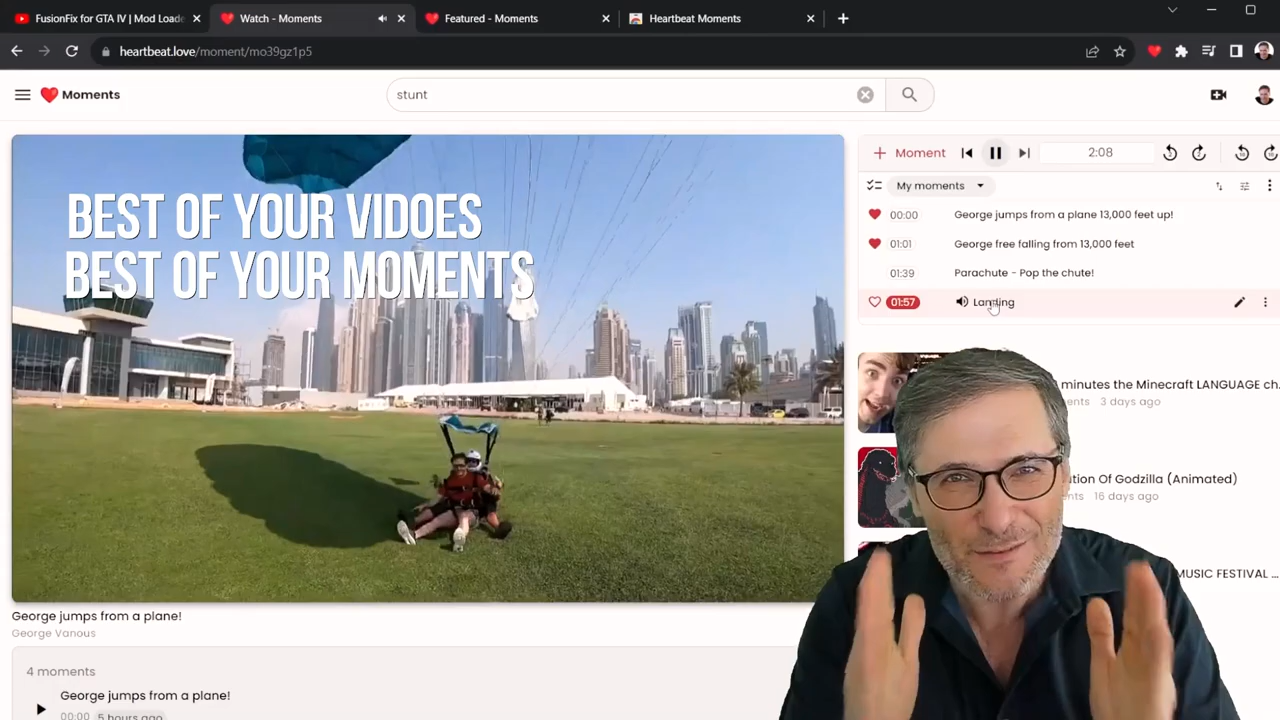 FusionFix for GTA IV | Mod Loade
Watch - Moments
Featured - Moments
Heartbeat Moments
heartbeat.love/moment/mo39gz1p5
Moments
stunt
BEST OF YOUR VIDOES
BEST OF YOUR MOMENTS
+ Moment
2:08
My moments
00:00 George jumps from a plane 13,000 feet up!
01:01 George free falling from 13,000 feet
01:39 Parachute - Pop the chute!
01:57 Landing
minutes the Minecraft LANGUAGE ch...
3 days ago
Of Godzilla (Animated)
16 days ago
MUSIC FESTIVAL ...
George jumps from a plane!
George Vanous
4 moments
George jumps from a plane!
00:00 5 hours ago